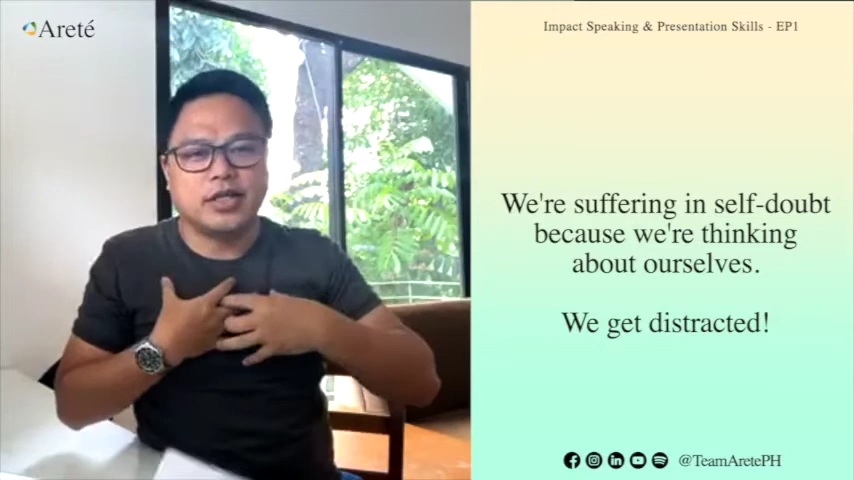 Areté
Impact Speaking & Presentation Skills - EP1
We're suffering in self-doubt
because we're thinking
about ourselves.
We get distracted!
@TeamAretePH